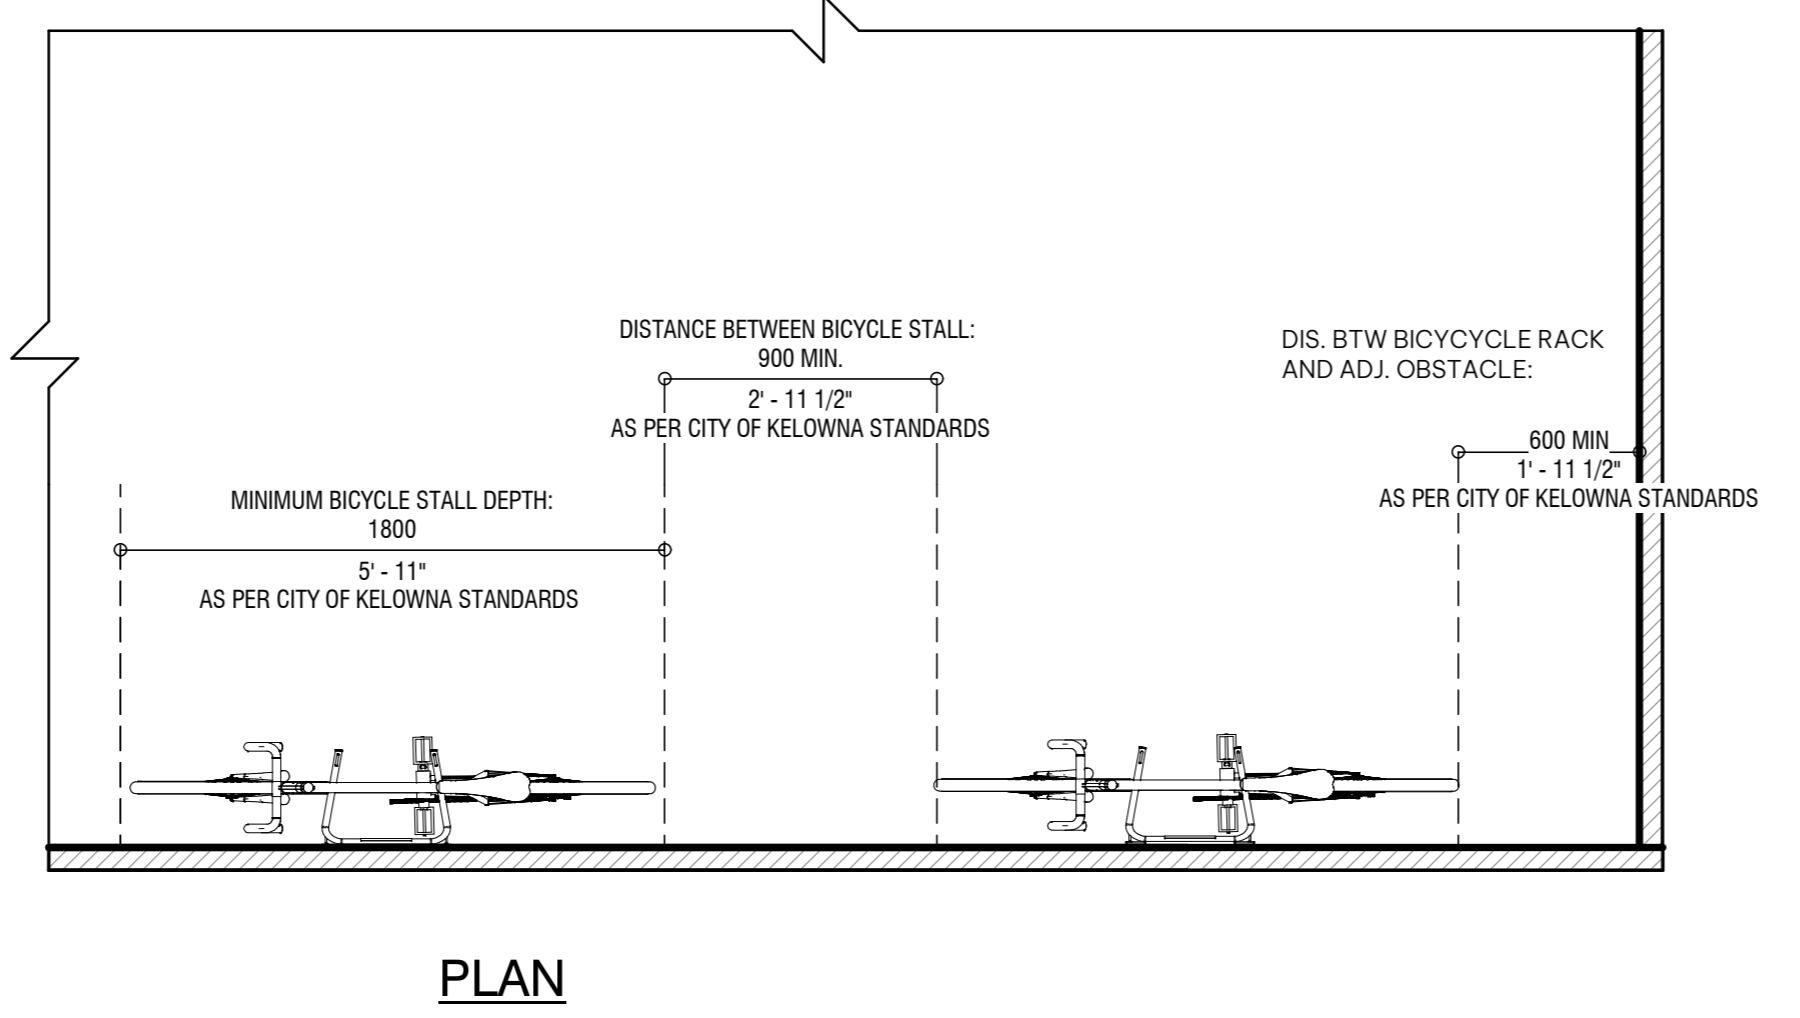 DISTANCE BETWEEN BICYCLE STALL:
900 MIN.
2' - 11 1/2"
AS PER CITY OF KELOWNA STANDARDS
DIS. BTW BICYCYCLE RACK
AND ADJ. OBSTACLE:
600 MIN
1' - 11 1/2"
AS PER CITY OF KELOWNA STANDARDS
MINIMUM BICYCLE STALL DEPTH:
1800
5' - 11"
AS PER CITY OF KELOWNA STANDARDS
PLAN